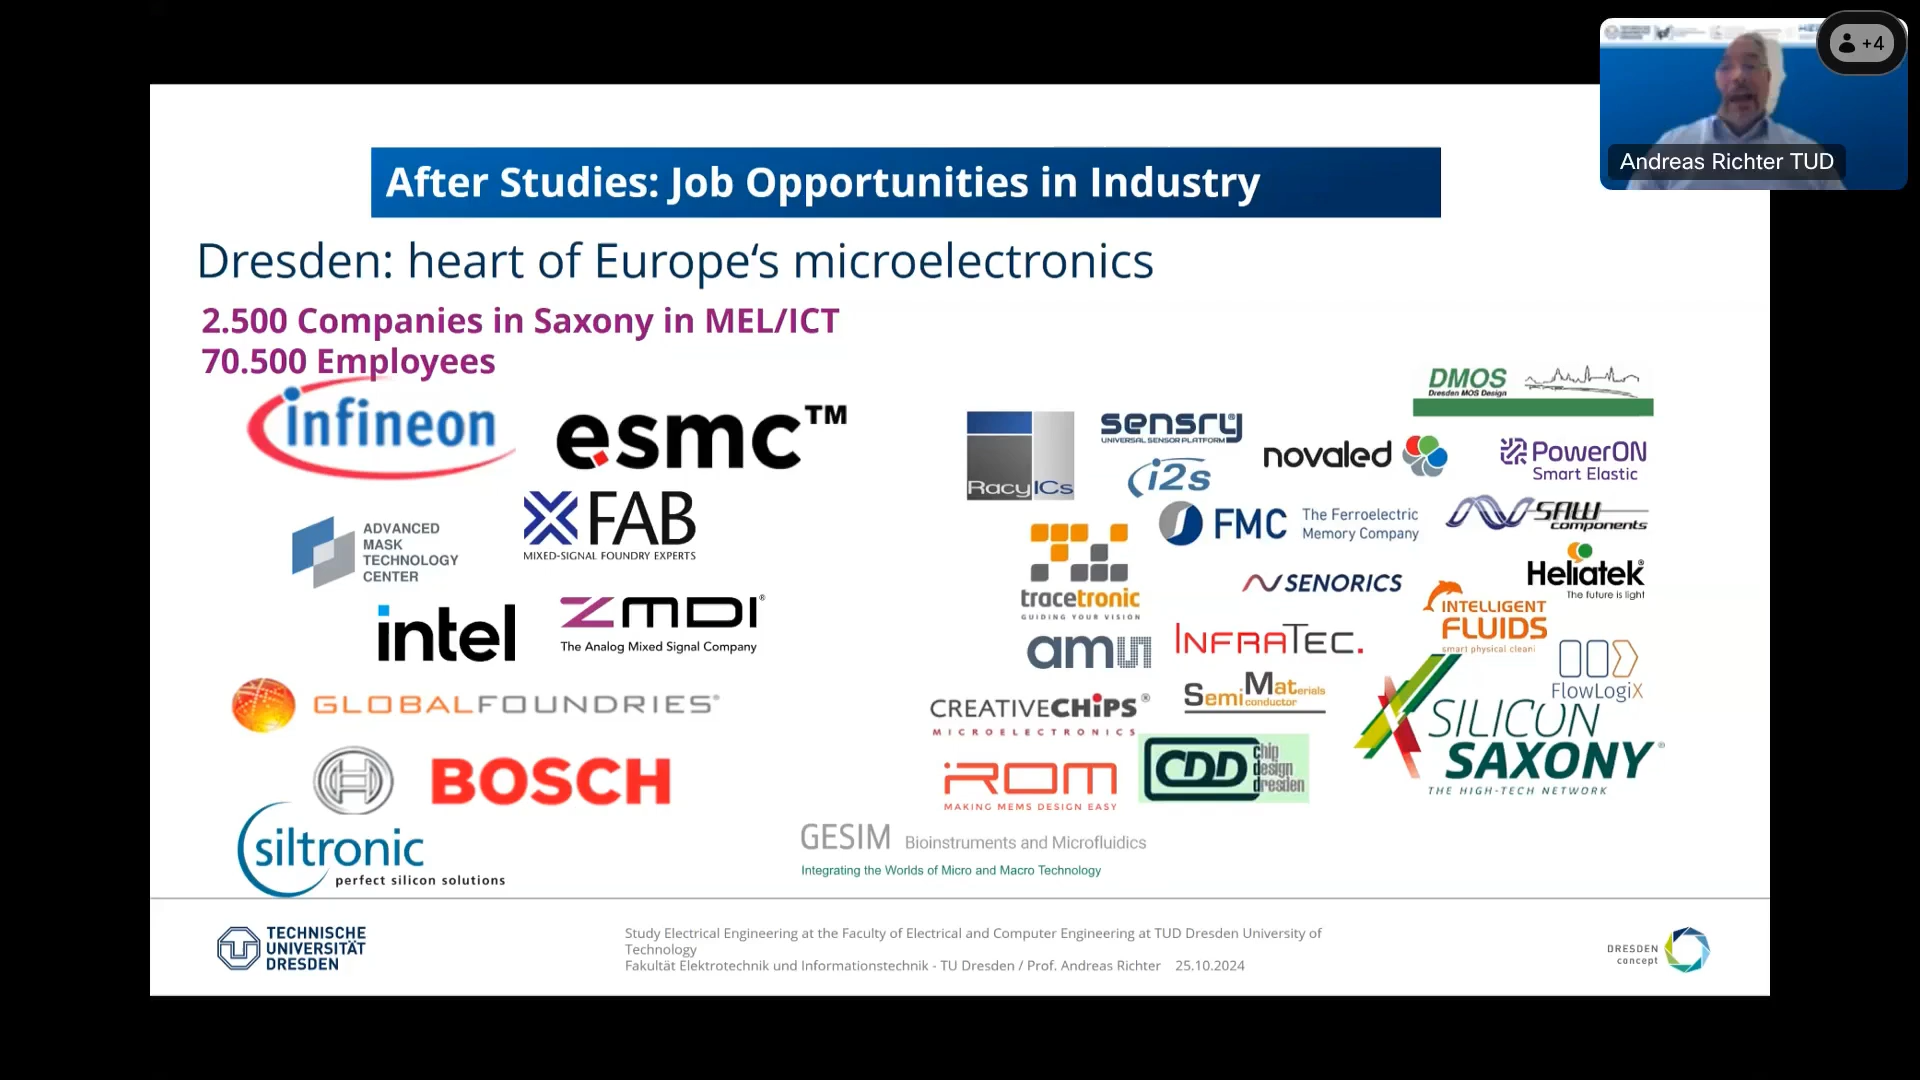 +4
Andreas Richter TUD
After Studies: Job Opportunities in Industry
Dresden: heart of Europe‘s microelectronics
2.500 Companies in Saxony in MEL/ICT
70.500 Employees
infineon
esmc™
ADVANCED
MASK
TECHNOLOGY
CENTER
XFAB
MIXED-SIGNAL FOUNDRY EXPERTS
intel
ZMDI®
The Analog Mixed Signal Company
GLOBALFOUNDRIES®
BOSCH
siltronic
perfect silicon solutions
RacyICs
sensry
UNIVERSAL SENSOR PLATFORM
i2s
novaled
DMOS
Dresden MOS Design
PowerON
Smart Elastic
FMC The Ferroelectric
Memory Company
SAW
components
tracetronic
GUIDING YOUR VISION
SENORICS
Heliatek®
The future is light
INTELLIGENT
FLUIDS
smart physical cleani
amu
INFRATEC.
FlowLogiX
CREATIVECHIPS®
MICROELECTRONICS
SemiMaterials
conductor
SILICON
SAXONY®
THE HIGH-TECH NETWORK
iROM
MAKING MEMS DESIGN EASY
CDD chip
design
dresden
GESIM Bioinstruments and Microfluidics
Integrating the Worlds of Micro and Macro Technology
TECHNISCHE
UNIVERSITÄT
DRESDEN
Study Electrical Engineering at the Faculty of Electrical and Computer Engineering at TUD Dresden University of
Technology
Fakultät Elektrotechnik und Informationstechnik - TU Dresden / Prof. Andreas Richter 25.10.2024
DRESDEN
concept